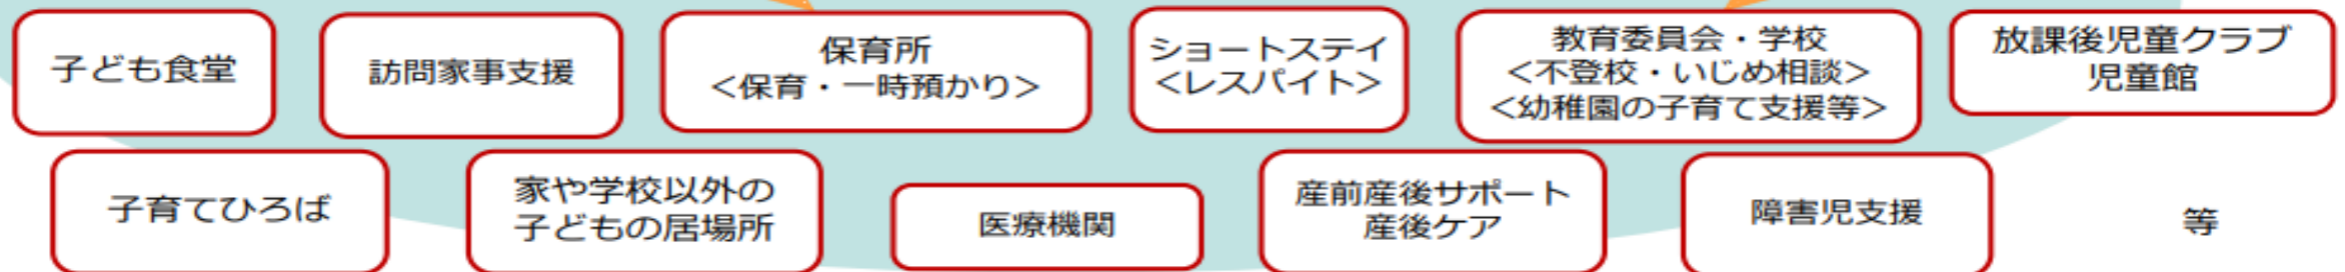 子ども食堂
訪問家事支援
保育所
<保育・一時預かり>
ショートステイ
<レスパイト>
教育委員会・学校
<不登校・いじめ相談>
<幼稚園の子育て支援等>
放課後児童クラブ
児童館
子育てひろば
家や学校以外の
子どもの居場所
医療機関
産前産後サポート
産後ケア
障害児支援
等